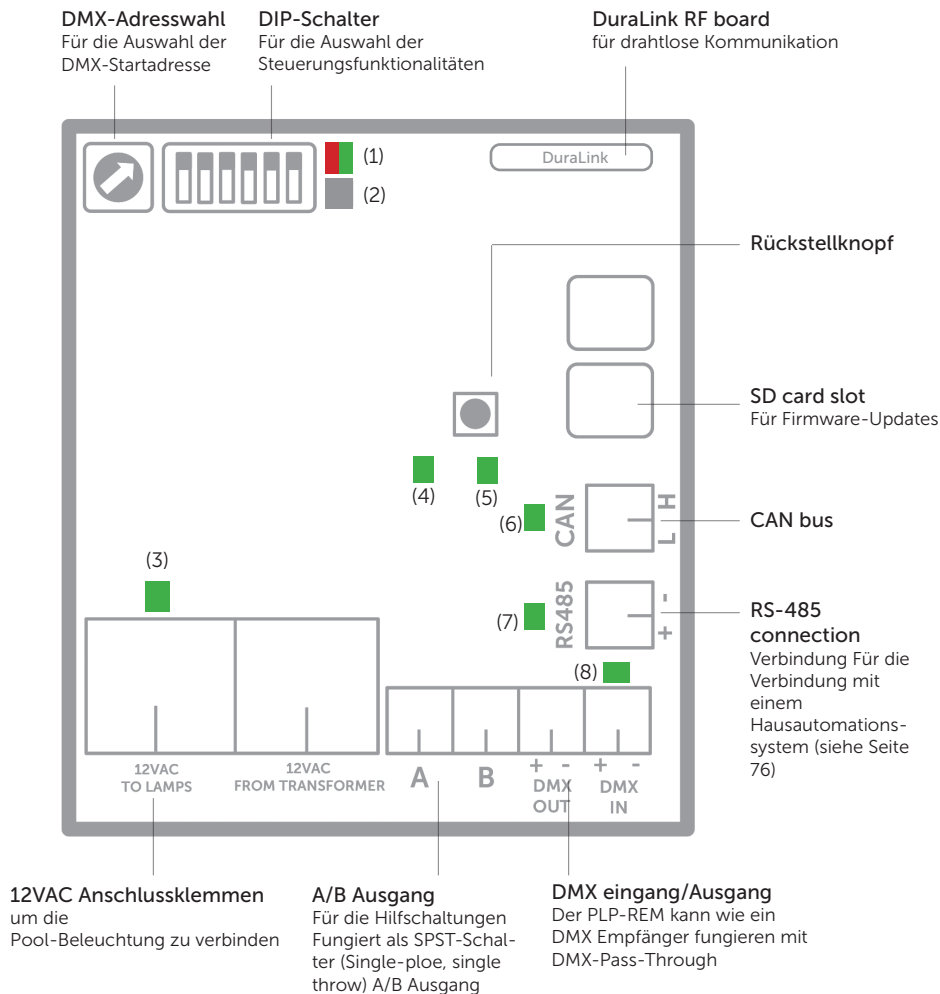 DMX-Adresswahl
Für die Auswahl der
DMX-Startadresse
DIP-Schalter
Für die Auswahl der
Steuerungsfunktionalitäten
DuraLink RF board
für drahtlose Kommunikation
(1)
(2)
DuraLink
Rückstellknopf
SD card slot
Für Firmware-Updates
(4)
(5)
(6)
CAN
H
L
CAN bus
(3)
(7)
RS485
-
+
RS-485
connection
Verbindung Für die
Verbindung mit
einem
Hausautomations-
system (siehe Seite
76)
(8)
12VAC
TO LAMPS
12VAC
FROM TRANSFORMER
A
B
+ -
DMX
OUT
+ -
DMX
IN
12VAC Anschlussklemmen
um die
Pool-Beleuchtung zu verbinden
A/B Ausgang
Für die Hilfschaltungen
Fungiert als SPST-Schal-
ter (Single-ploe, single
throw) A/B Ausgang
DMX eingang/Ausgang
Der PLP-REM kann wie ein
DMX Empfänger fungieren mit
DMX-Pass-Through